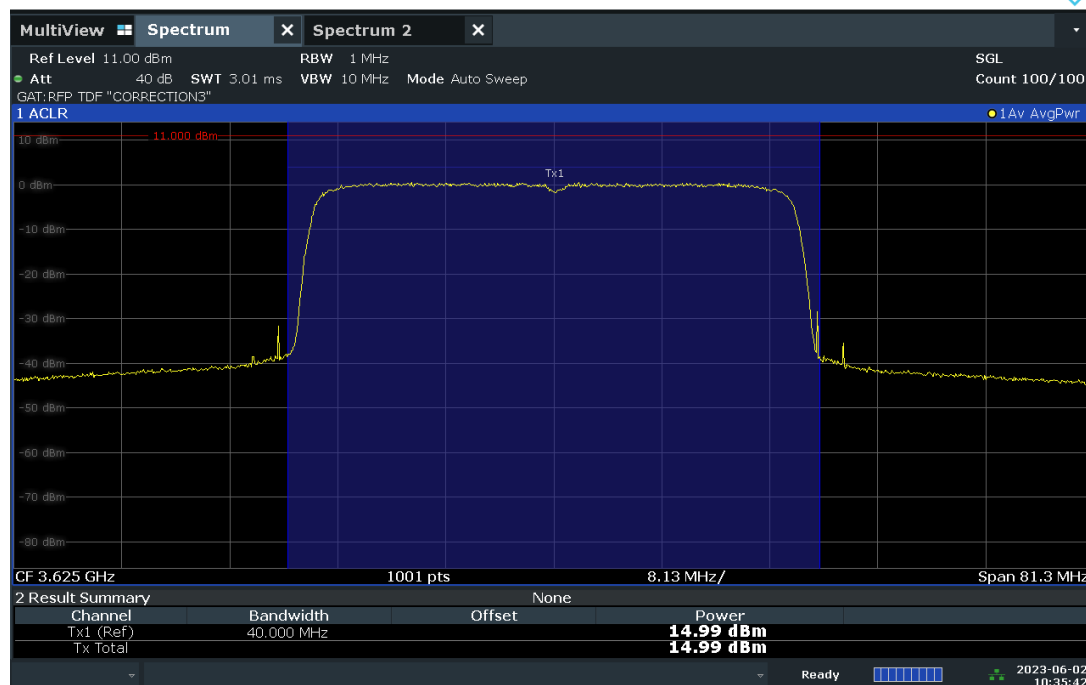 MultiView Spectrum X Spectrum 2 X
Ref Level 11.00 dBm RBW 1 MHz SGL
Att 40 dB SWT 3.01 ms VBW 10 MHz Mode Auto Sweep Count 100/100
GAT:RFP TDF "CORRECTION3"
1 ACLR 1Av AvgPwr
10 dBm 11.000 dBm
Tx1
0 dBm
-10 dBm
-20 dBm
-30 dBm
-40 dBm
-50 dBm
-60 dBm
-70 dBm
-80 dBm
CF 3.625 GHz 1001 pts 8.13 MHz/ Span 81.3 MHz
2 Result Summary None
Channel Bandwidth Offset Power
Tx1 (Ref) 40.000 MHz 14.99 dBm
Tx Total 14.99 dBm
Ready 2023-06-02
10:35:42